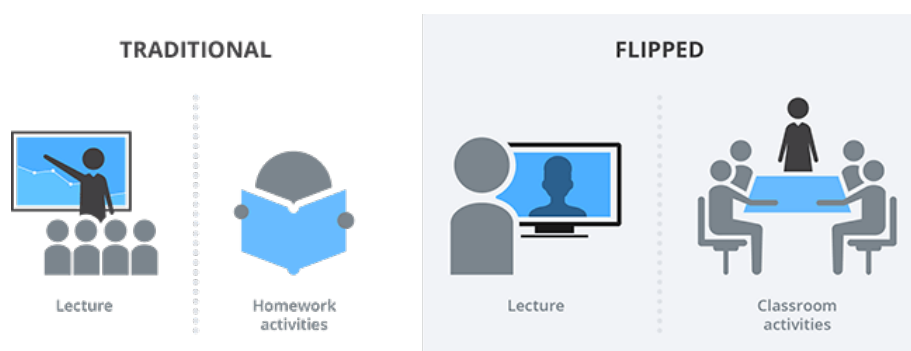 TRADITIONAL
Lecture
Homework
activities
FLIPPED
Lecture
Classroom
activities